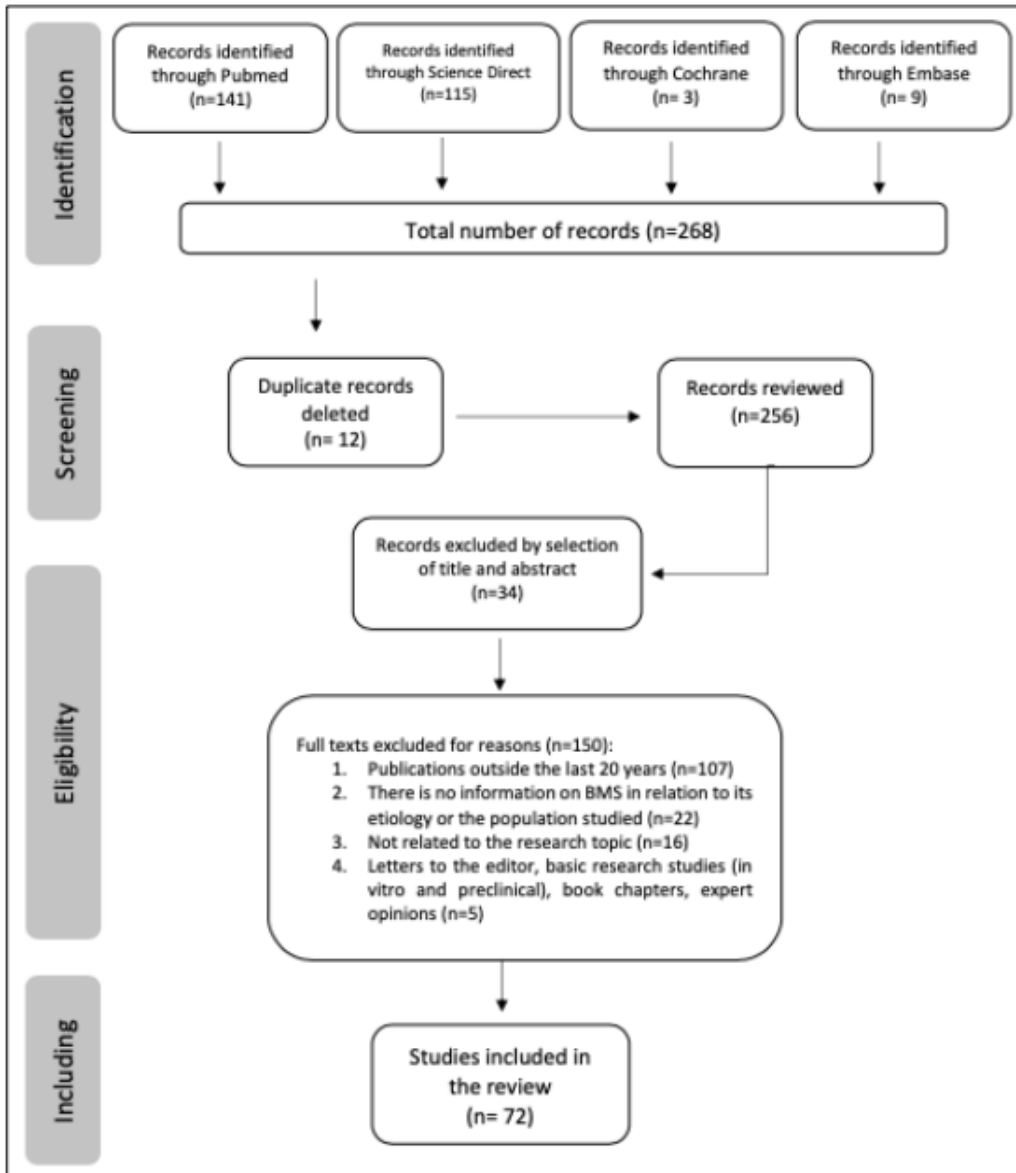 Identification
Records identified
through Pubmed
(n=141)
Records identified
through Science Direct
(n=115)
Records identified
through Cochrane
(n= 3)
Records identified
through Embase
(n= 9)
Total number of records (n=268)
Screening
Duplicate records
deleted
(n= 12)
Records reviewed
(n=256)
Eligibility
Records excluded by selection
of title and abstract
(n=34)
Full texts excluded for reasons (n=150):
1. Publications outside the last 20 years (n=107)
2. There is no information on BMS in relation to its
etiology or the population studied (n=22)
3. Not related to the research topic (n=16)
4. Letters to the editor, basic research studies (in
vitro and preclinical), book chapters, expert
opinions (n=5)
Including
Studies included in
the review
(n= 72)